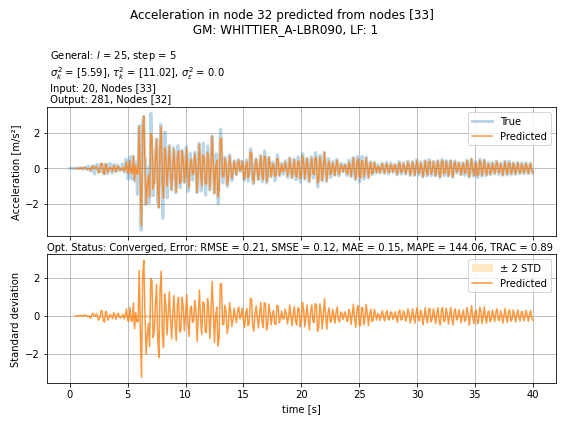 Acceleration in node 32 predicted from nodes [33]
GM: WHITTIER_A-LBR090, LF: 1
General: l = 25, step = 5
σ²ₖ = [5.59], τ²ₖ = [11.02], σ²ε = 0.0
Input: 20, Nodes [33]
Output: 281, Nodes [32]
True
Predicted
Acceleration [m/s²]
2
0
−2
Opt. Status: Converged, Error: RMSE = 0.21, SMSE = 0.12, MAE = 0.15, MAPE = 144.06, TRAC = 0.89
± 2 STD
Predicted
Standard deviation
2
0
−2
0 5 10 15 20 25 30 35 40
time [s]